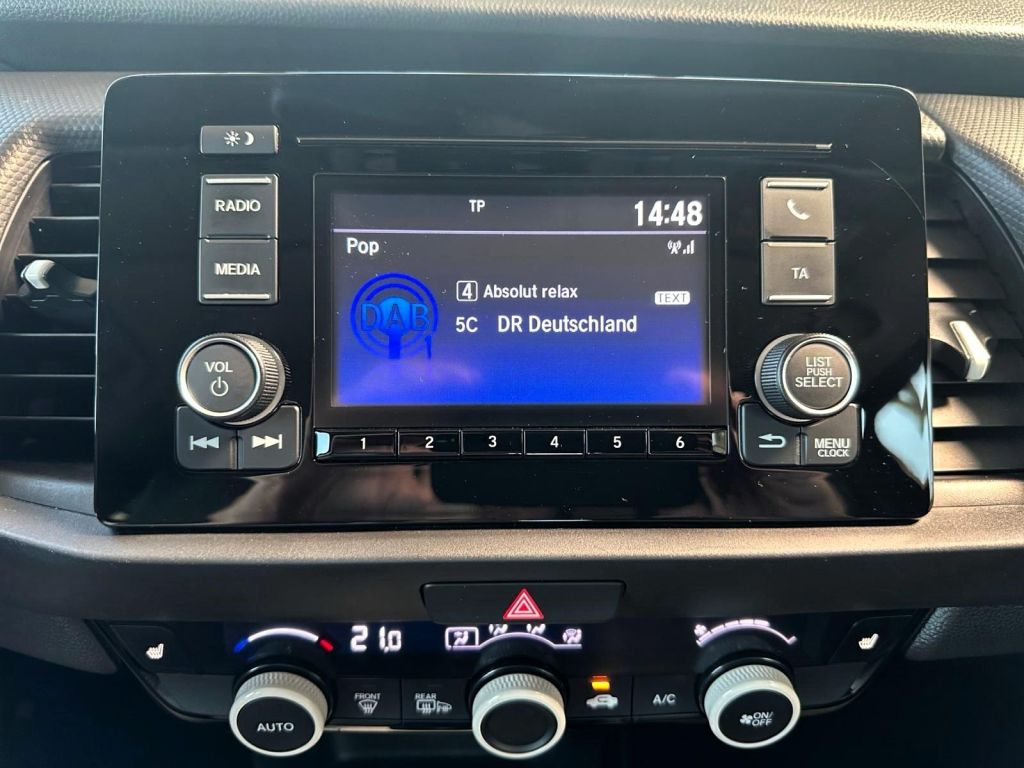 TP
14:48
RADIO
Pop
MEDIA
TA
4 Absolut relax
TEXT
DAB
5C DR Deutschland
VOL
LIST
PUSH
SELECT
1 2 3 4 5 6
MENU
CLOCK
21.0
FRONT
REAR
AUTO
A/C
ON/
OFF